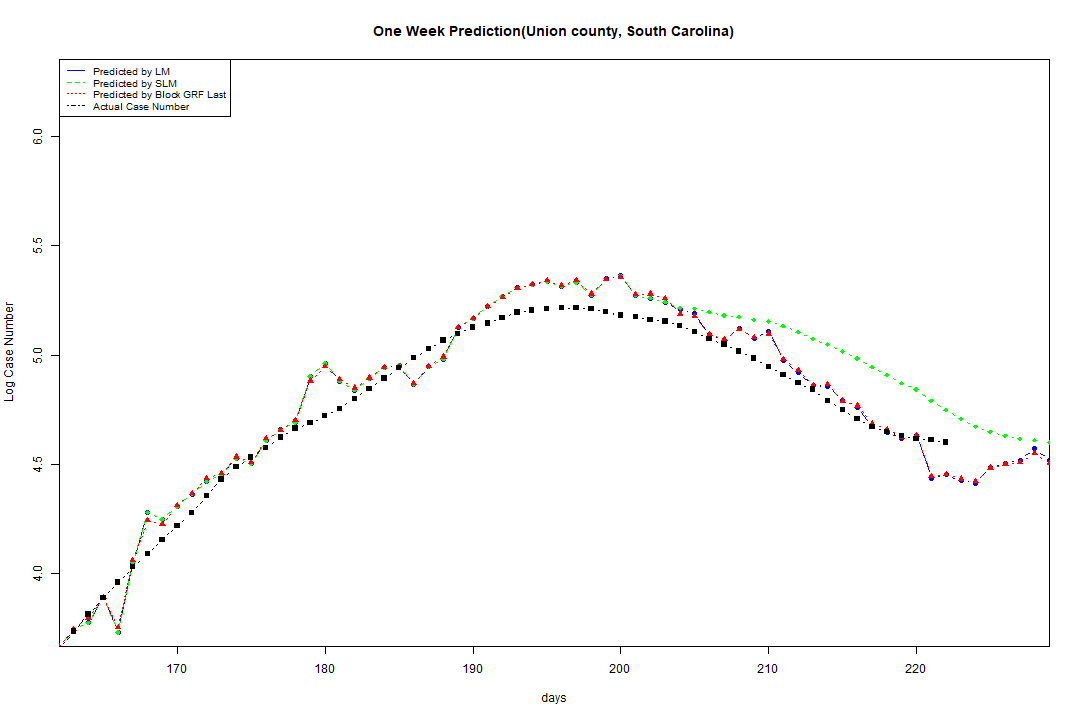 One Week Prediction(Union county, South Carolina)
Predicted by LM
Predicted by SLM
Predicted by Block GRF Last
Actual Case Number
6.0
5.5
5.0
4.5
4.0
Log Case Number
170 180 190 200 210 220
days